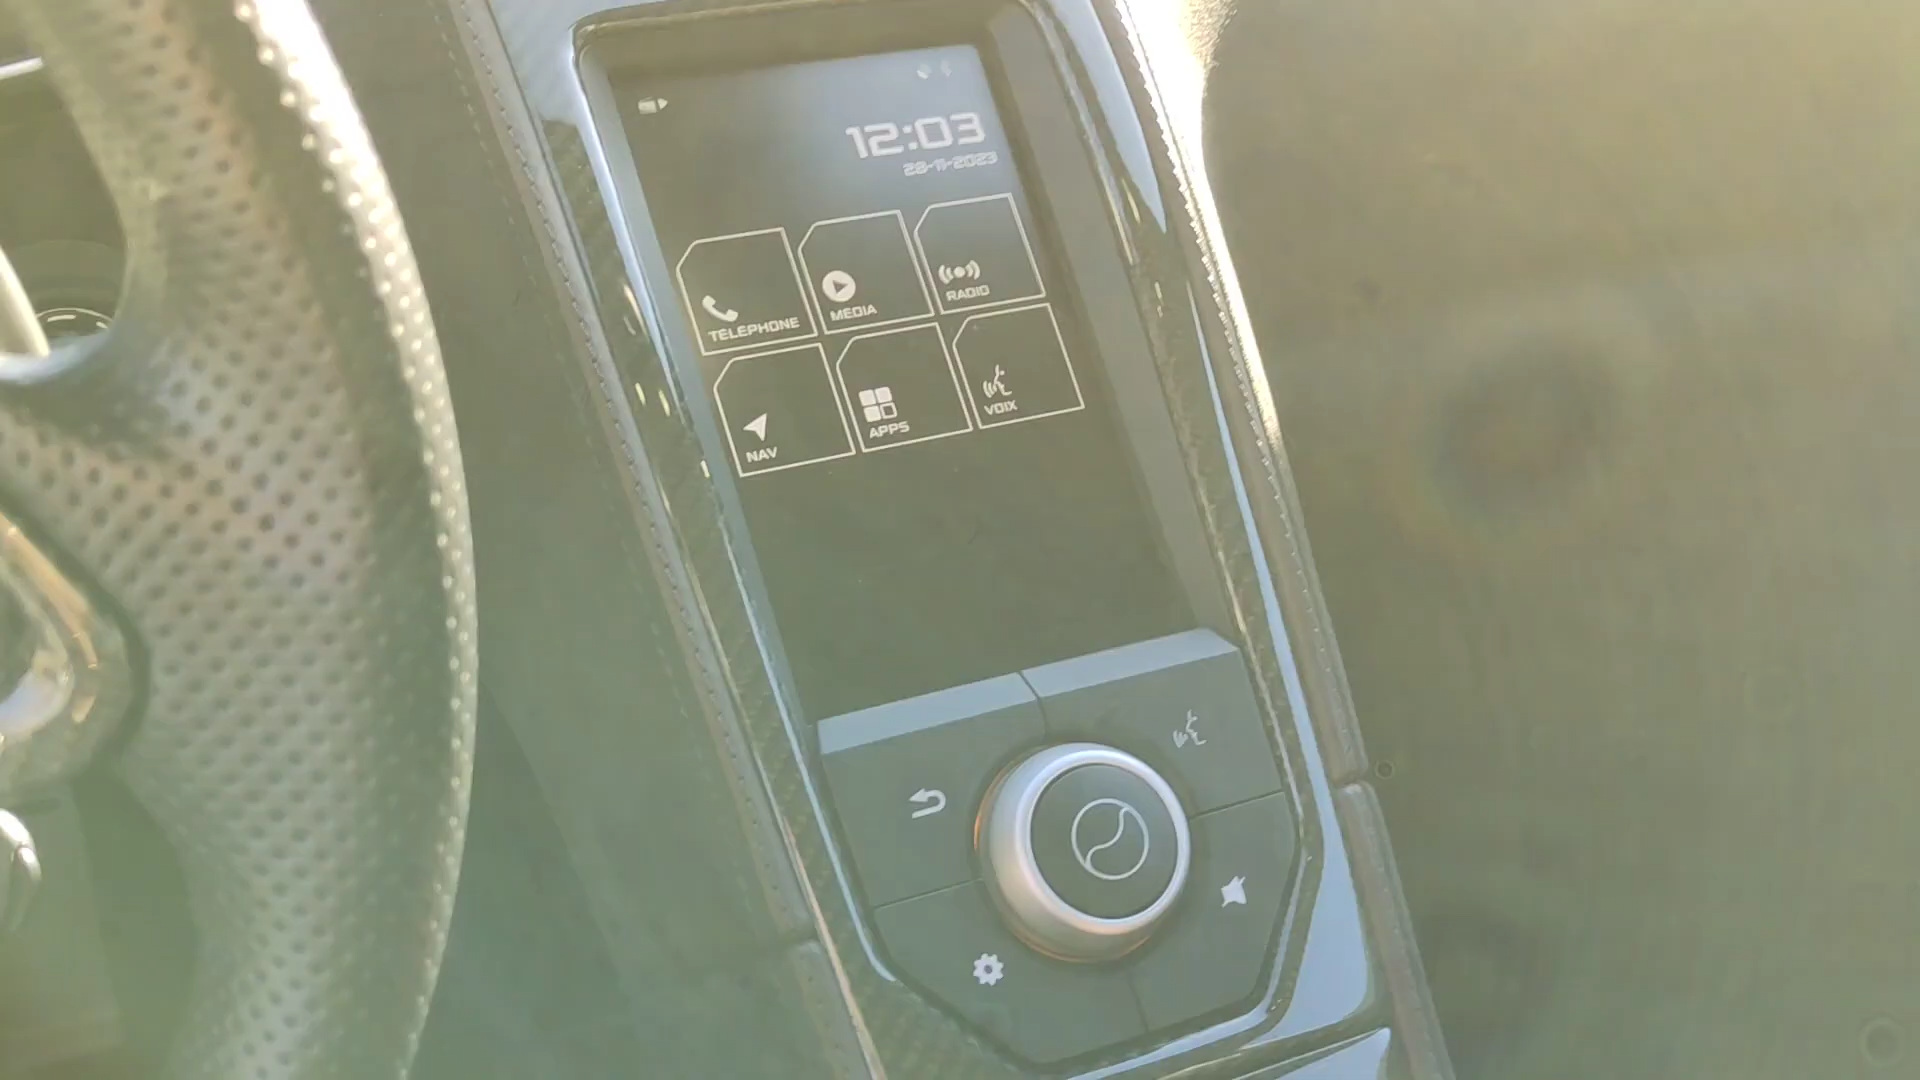 12:03
28-11-2023
TELEPHONE
MEDIA
RADIO
NAV
APPS
VOIX